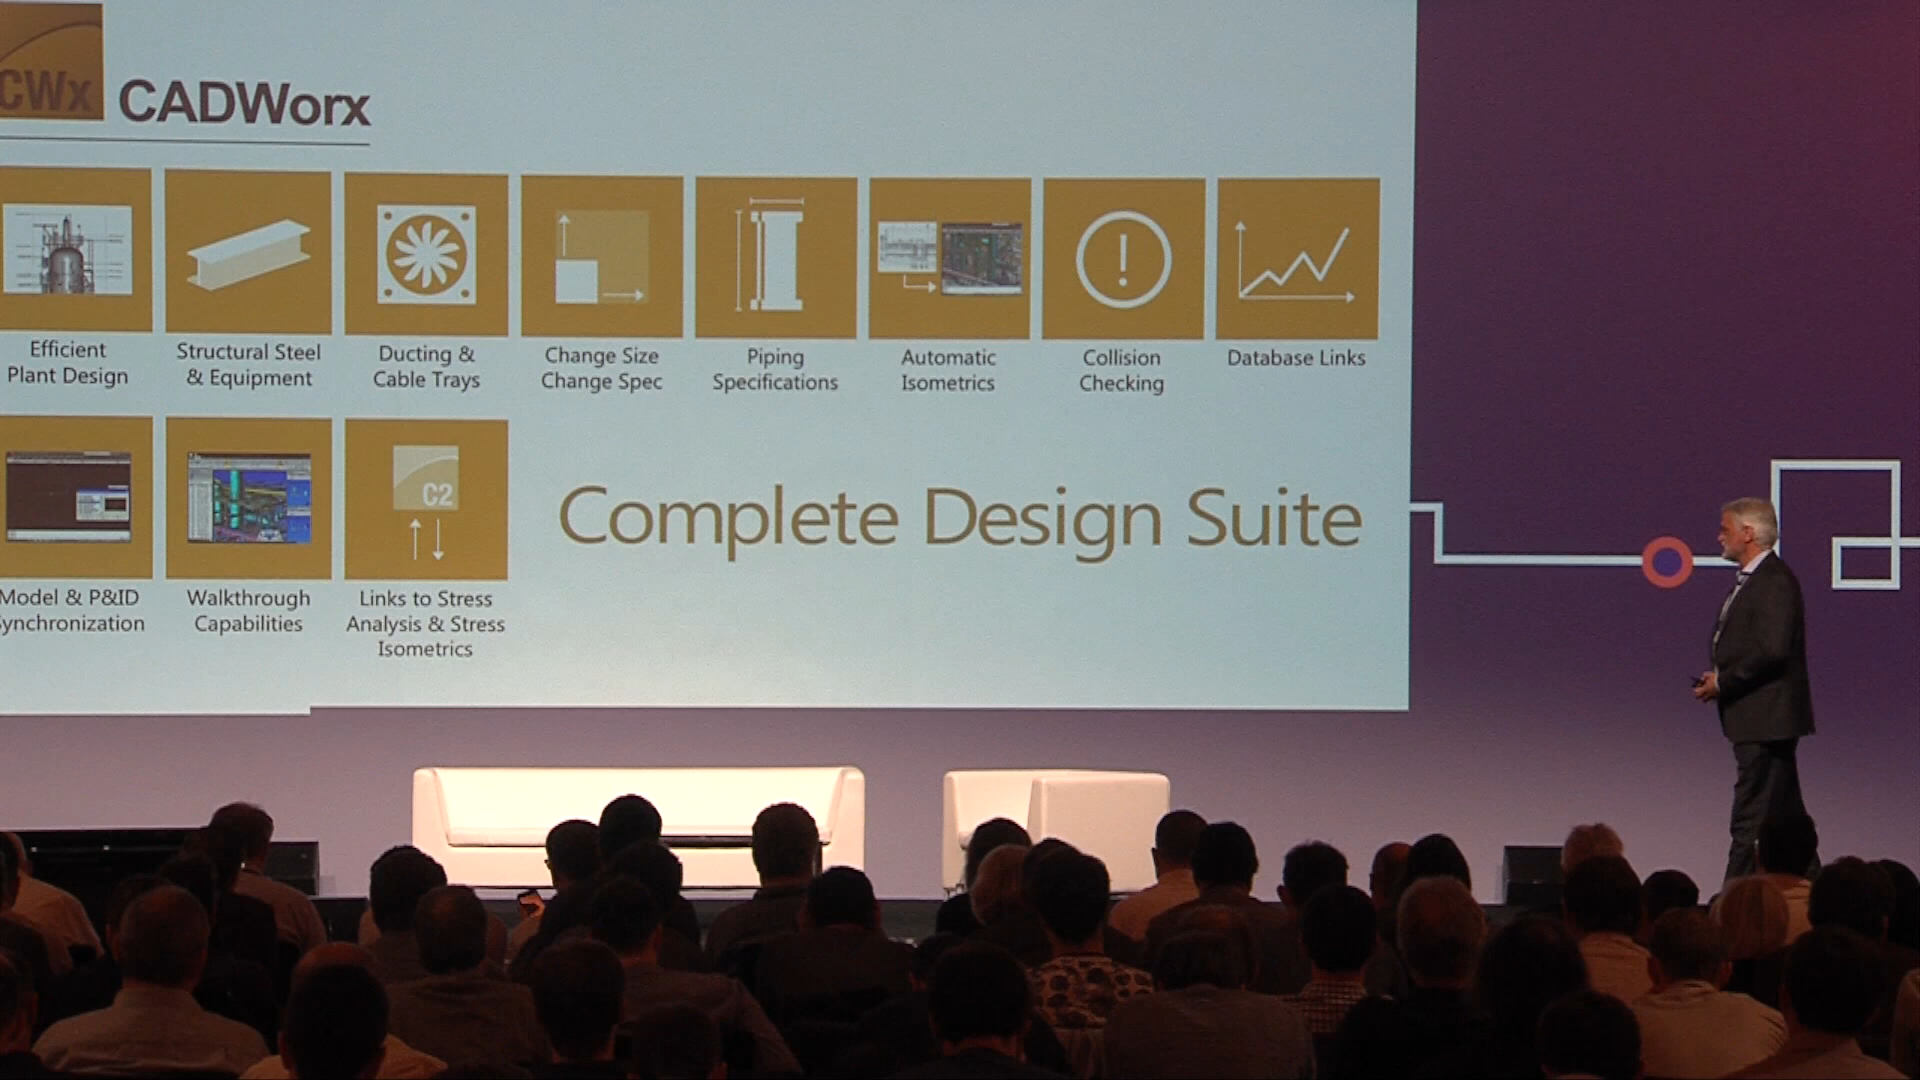 CWx
CADWorx
Efficient
Plant Design
Structural Steel
& Equipment
Ducting &
Cable Trays
Change Size
Change Spec
Piping
Specifications
Automatic
Isometrics
Collision
Checking
Database Links
Model & P&ID
Synchronization
Walkthrough
Capabilities
C2
Links to Stress
Analysis & Stress
Isometrics
Complete Design Suite